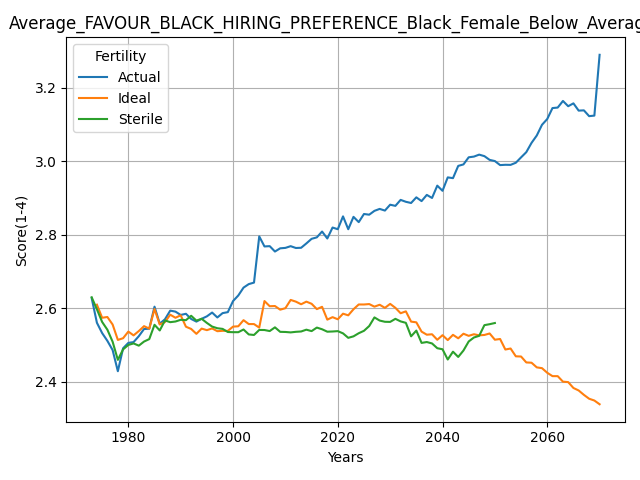 Average_FAVOUR_BLACK_HIRING_PREFERENCE_Black_Female_Below_Averag
Fertility
Actual
Ideal
Sterile
Score(1-4)
3.2
3.0
2.8
2.6
2.4
1980 2000 2020 2040 2060
Years